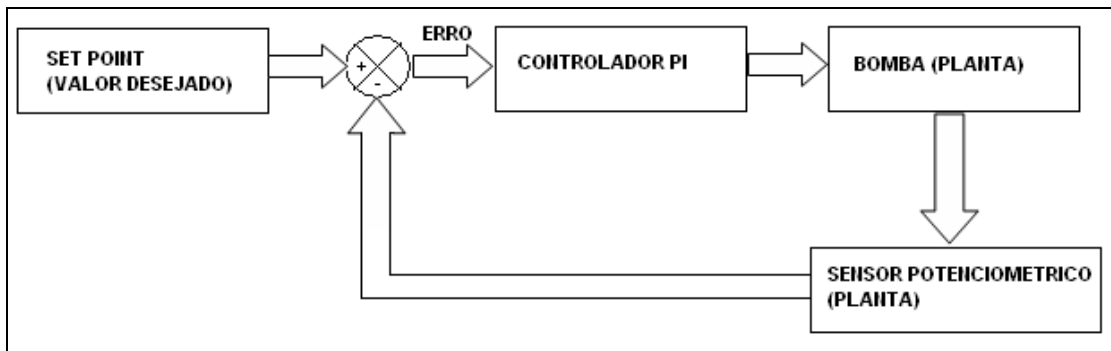 SET POINT
(VALOR DESEJADO)
+
-
ERRO
CONTROLADOR PI
BOMBA (PLANTA)
SENSOR POTENCIOMETRICO
(PLANTA)